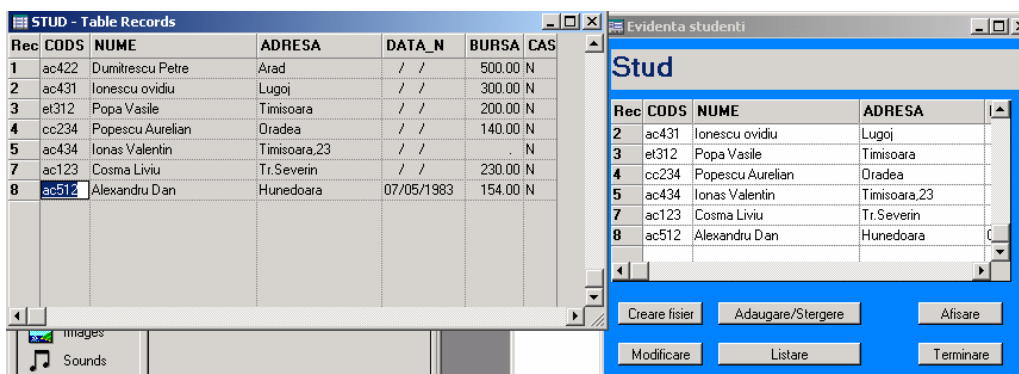 STUD - Table Records
Rec CODS NUME ADRESA DATA_N BURSA CAS
1 ac422 Dumitrescu Petre Arad / / 500.00 N
2 ac431 Ionescu ovidiu Lugoj / / 300.00 N
3 et312 Popa Vasile Timisoara / / 200.00 N
4 cc234 Popescu Aurelian Oradea / / 140.00 N
5 ac434 Ionas Valentin Timisoara,23 / / . N
7 ac123 Cosma Liviu Tr.Severin / / 230.00 N
8 ac512 Alexandru Dan Hunedoara 07/05/1983 154.00 N
Images
Sounds
Evidenta studenti
Stud
Rec CODS NUME ADRESA
2 ac431 Ionescu ovidiu Lugoj
3 et312 Popa Vasile Timisoara
4 cc234 Popescu Aurelian Oradea
5 ac434 Ionas Valentin Timisoara,23
7 ac123 Cosma Liviu Tr.Severin
8 ac512 Alexandru Dan Hunedoara
Creare fisier Adaugare/Stergere Afisare
Modificare Listare Terminare